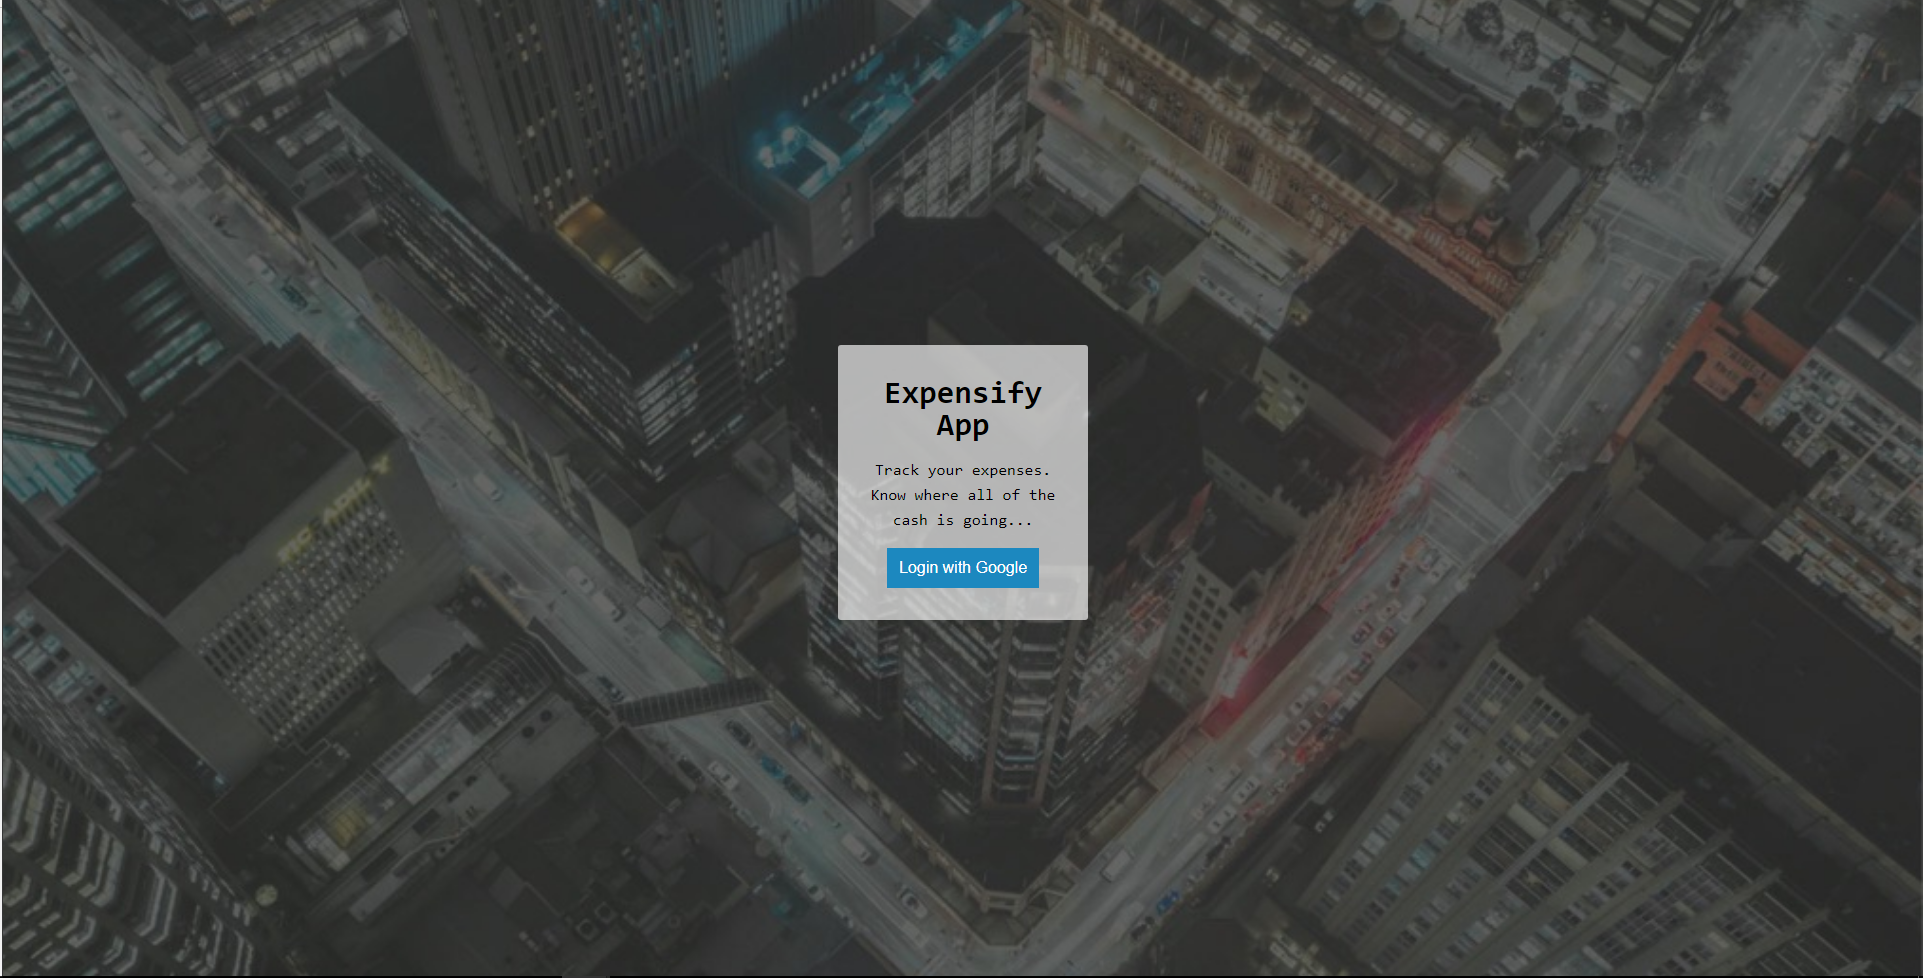 Expensify
App
Track your expenses.
Know where all of the
cash is going...
Login with Google